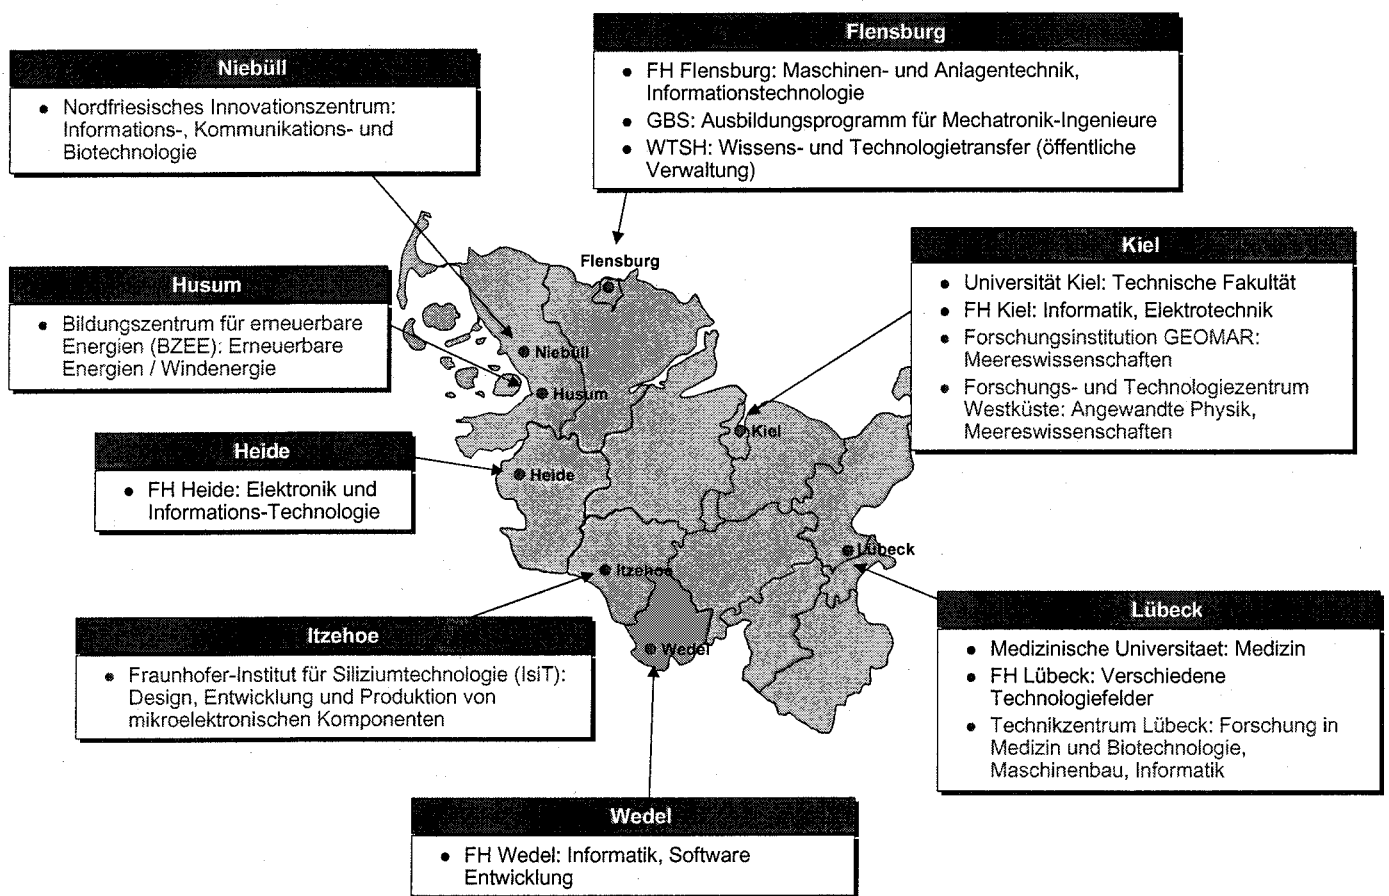 Flensburg
• FH Flensburg: Maschinen- und Anlagentechnik,
Informationstechnologie
• GBS: Ausbildungsprogramm für Mechatronik-Ingenieure
• WTSH: Wissens- und Technologietransfer (öffentliche
Verwaltung)
Niebüll
• Nordfriesisches Innovationszentrum:
Informations-, Kommunikations- und
Biotechnologie
Kiel
• Universität Kiel: Technische Fakultät
• FH Kiel: Informatik, Elektrotechnik
• Forschungsinstitution GEOMAR:
Meereswissenschaften
• Forschungs- und Technologiezentrum
Westküste: Angewandte Physik,
Meereswissenschaften
Husum
• Bildungszentrum für erneuerbare
Energien (BZEE): Erneuerbare
Energien / Windenergie
Flensburg
Niebüll
Husum
Kiel
Heide
Lübeck
Itzehoe
Wedel
Heide
• FH Heide: Elektronik und
Informations-Technologie
Lübeck
• Medizinische Universitaet: Medizin
• FH Lübeck: Verschiedene
Technologiefelder
• Technikzentrum Lübeck: Forschung in
Medizin und Biotechnologie,
Maschinenbau, Informatik
Itzehoe
• Fraunhofer-Institut für Siliziumtechnologie (IsiT):
Design, Entwicklung und Produktion von
mikroelektronischen Komponenten
Wedel
• FH Wedel: Informatik, Software
Entwicklung